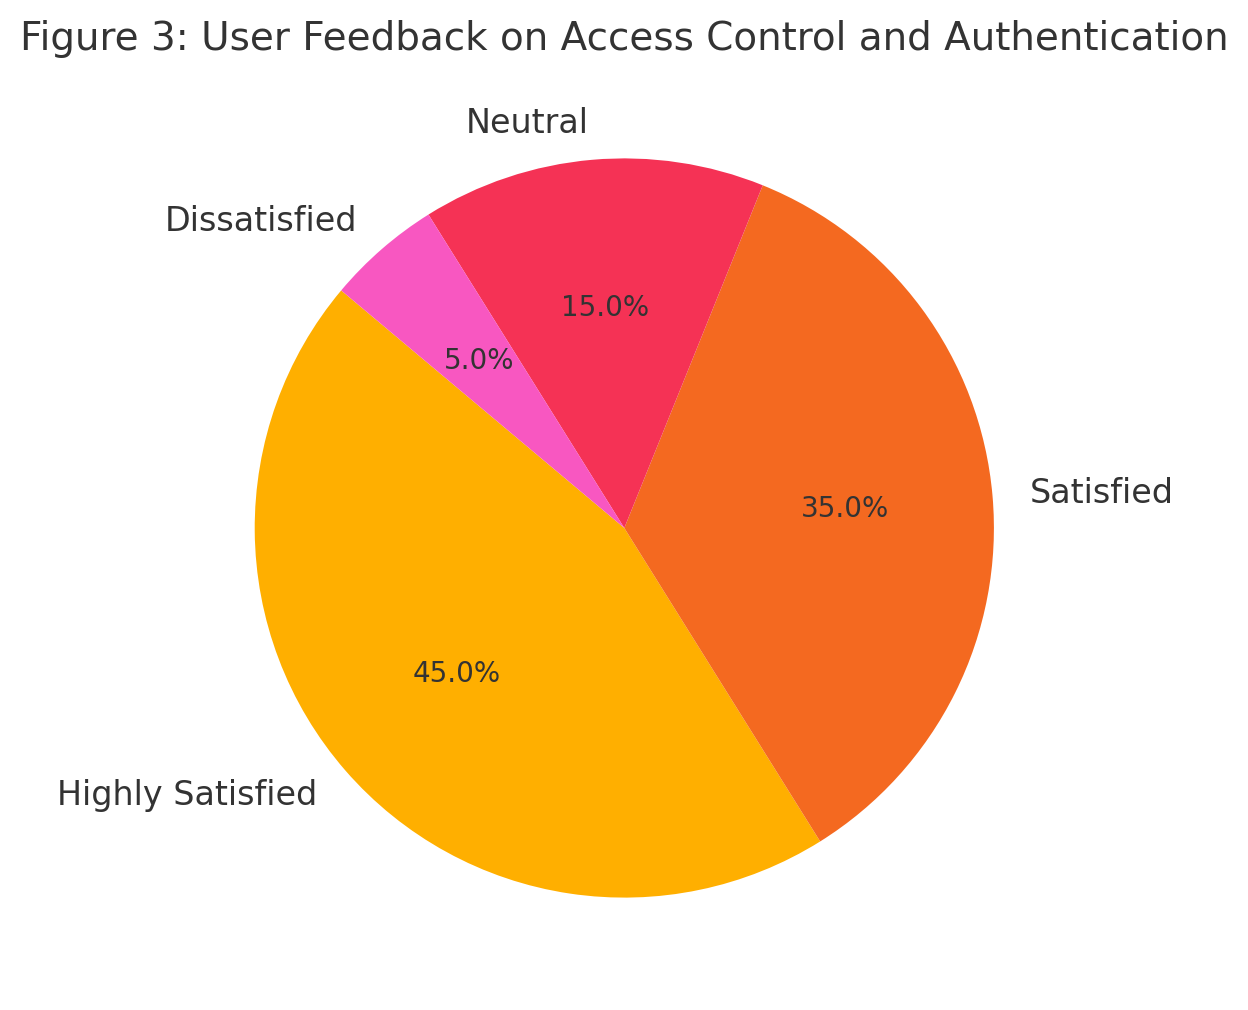 Figure 3: User Feedback on Access Control and Authentication
Neutral
Dissatisfied
15.0%
5.0%
Satisfied
35.0%
45.0%
Highly Satisfied